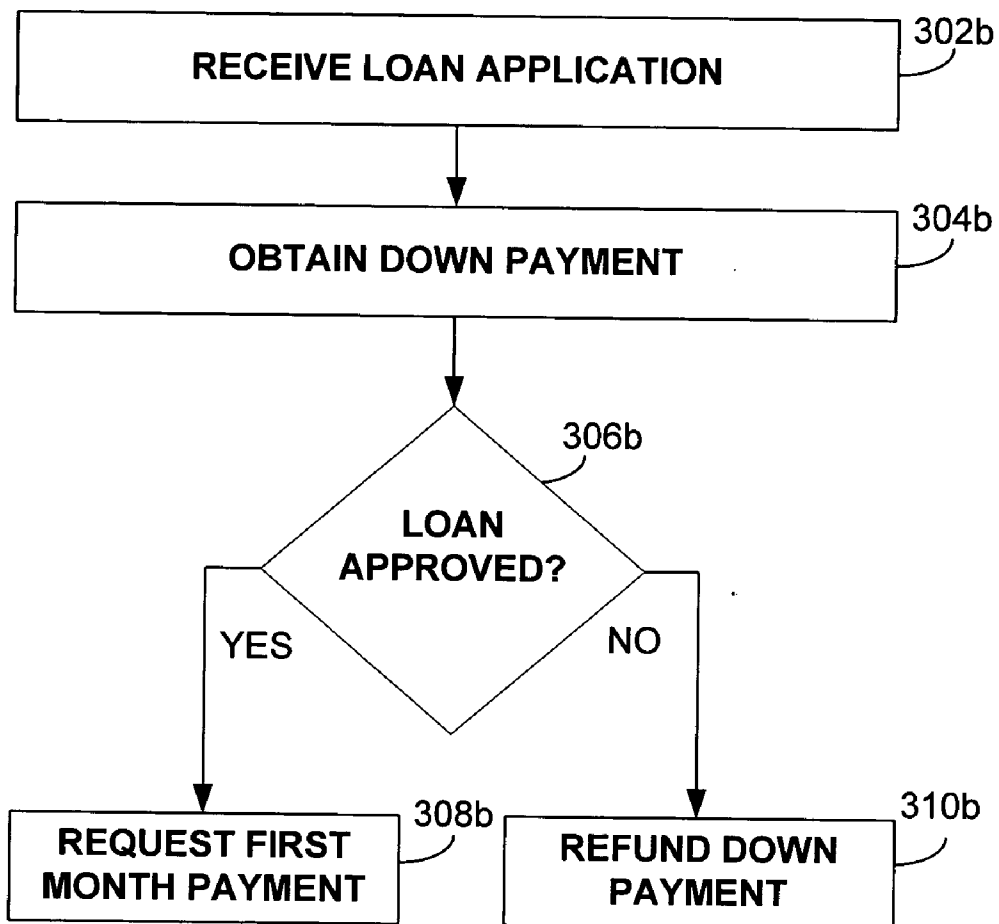 302b
RECEIVE LOAN APPLICATION
304b
OBTAIN DOWN PAYMENT
306b
LOAN
APPROVED?
YES
NO
308b
REQUEST FIRST
MONTH PAYMENT
310b
REFUND DOWN
PAYMENT